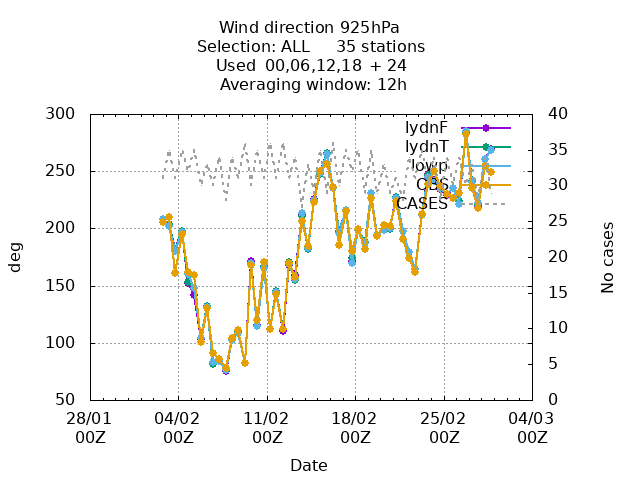 Wind direction 925hPa
Selection: ALL 35 stations
Used 00,06,12,18 + 24
Averaging window: 12h
300
250
200
150
100
50
deg
40
35
30
25
20
15
10
5
0
No cases
lydnF
lydnT
lowp
OBS
CASES
28/01 04/02 11/02 18/02 25/02 04/03
00Z 00Z 00Z 00Z 00Z 00Z
Date